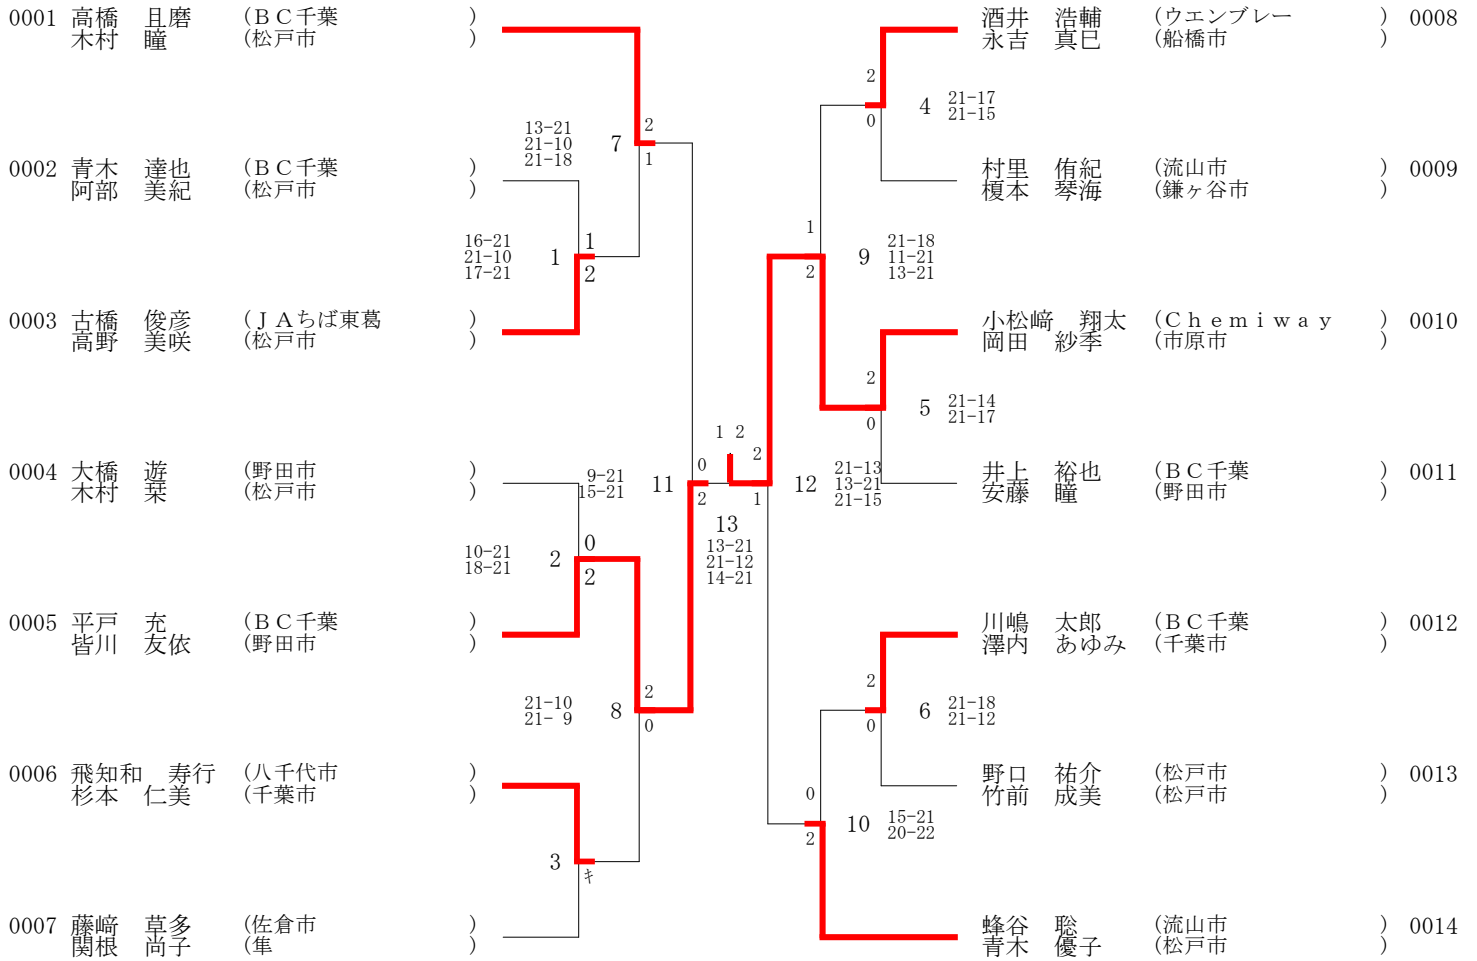 0001 高橋　且磨 (ＢＣ千葉 )
木村　瞳 (松戸市 )
13-21
21-10
21-18
7
2
1
0002 青木　達也 (ＢＣ千葉 )
阿部　美紀 (松戸市 )
16-21
21-10
17-21
1
1
2
0003 古橋　俊彦 (ＪＡちば東葛 )
高野　美咲 (松戸市 )
0004 大橋　遊 (野田市 )
木村　栞 (松戸市 )
9-21
15-21
11
0
2
10-21
18-21
2
0
2
0005 平戸　充 (ＢＣ千葉 )
皆川　友依 (野田市 )
21-10
21- 9
8
2
0
0006 飛知和　寿行 (八千代市 )
杉本　仁美 (千葉市 )
3
ｷ
0007 藤崎　草多 (佐倉市 )
関根　尚子 (隼 )
1 2
13
13-21
21-12
14-21
酒井　浩輔 (ウエンブレー ) 0008
永吉　真巳 (船橋市 )
2
0
4
21-17
21-15
村里　侑紀 (流山市 ) 0009
榎本　琴海 (鎌ヶ谷市 )
1
2
9
21-18
11-21
13-21
小松﨑　翔太 (Ｃｈｅｍｉｗａｙ ) 0010
岡田　紗季 (市原市 )
2
0
5
21-14
21-17
2
1
12
21-13
13-21
21-15
井上　裕也 (ＢＣ千葉 ) 0011
安藤　瞳 (野田市 )
川嶋　太郎 (ＢＣ千葉 ) 0012
澤内　あゆみ (千葉市 )
2
0
6
21-18
21-12
野口　祐介 (松戸市 ) 0013
竹前　成美 (松戸市 )
0
2
10
15-21
20-22
蜂谷　聡 (流山市 ) 0014
青木　優子 (松戸市 )